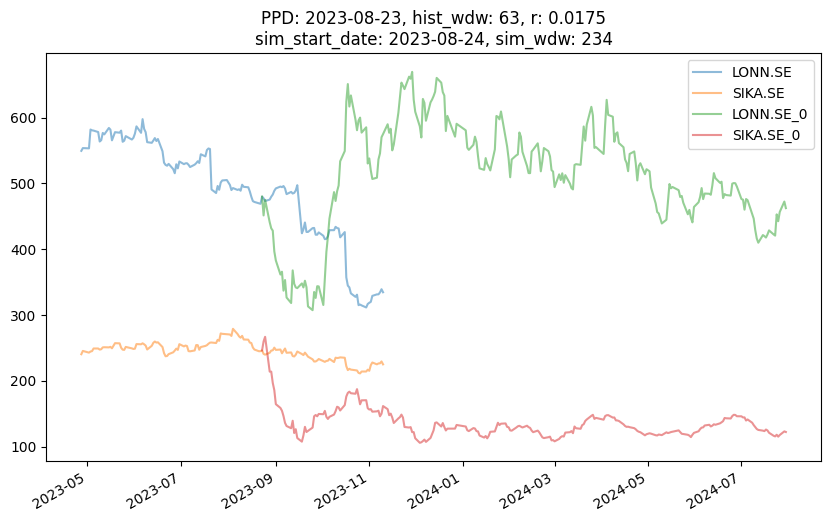 PPD: 2023-08-23, hist_wdw: 63, r: 0.0175
sim_start_date: 2023-08-24, sim_wdw: 234
LONN.SE
SIKA.SE
LONN.SE_0
SIKA.SE_0
600
500
400
300
200
100
2023-05
2023-07
2023-09
2023-11
2024-01
2024-03
2024-05
2024-07